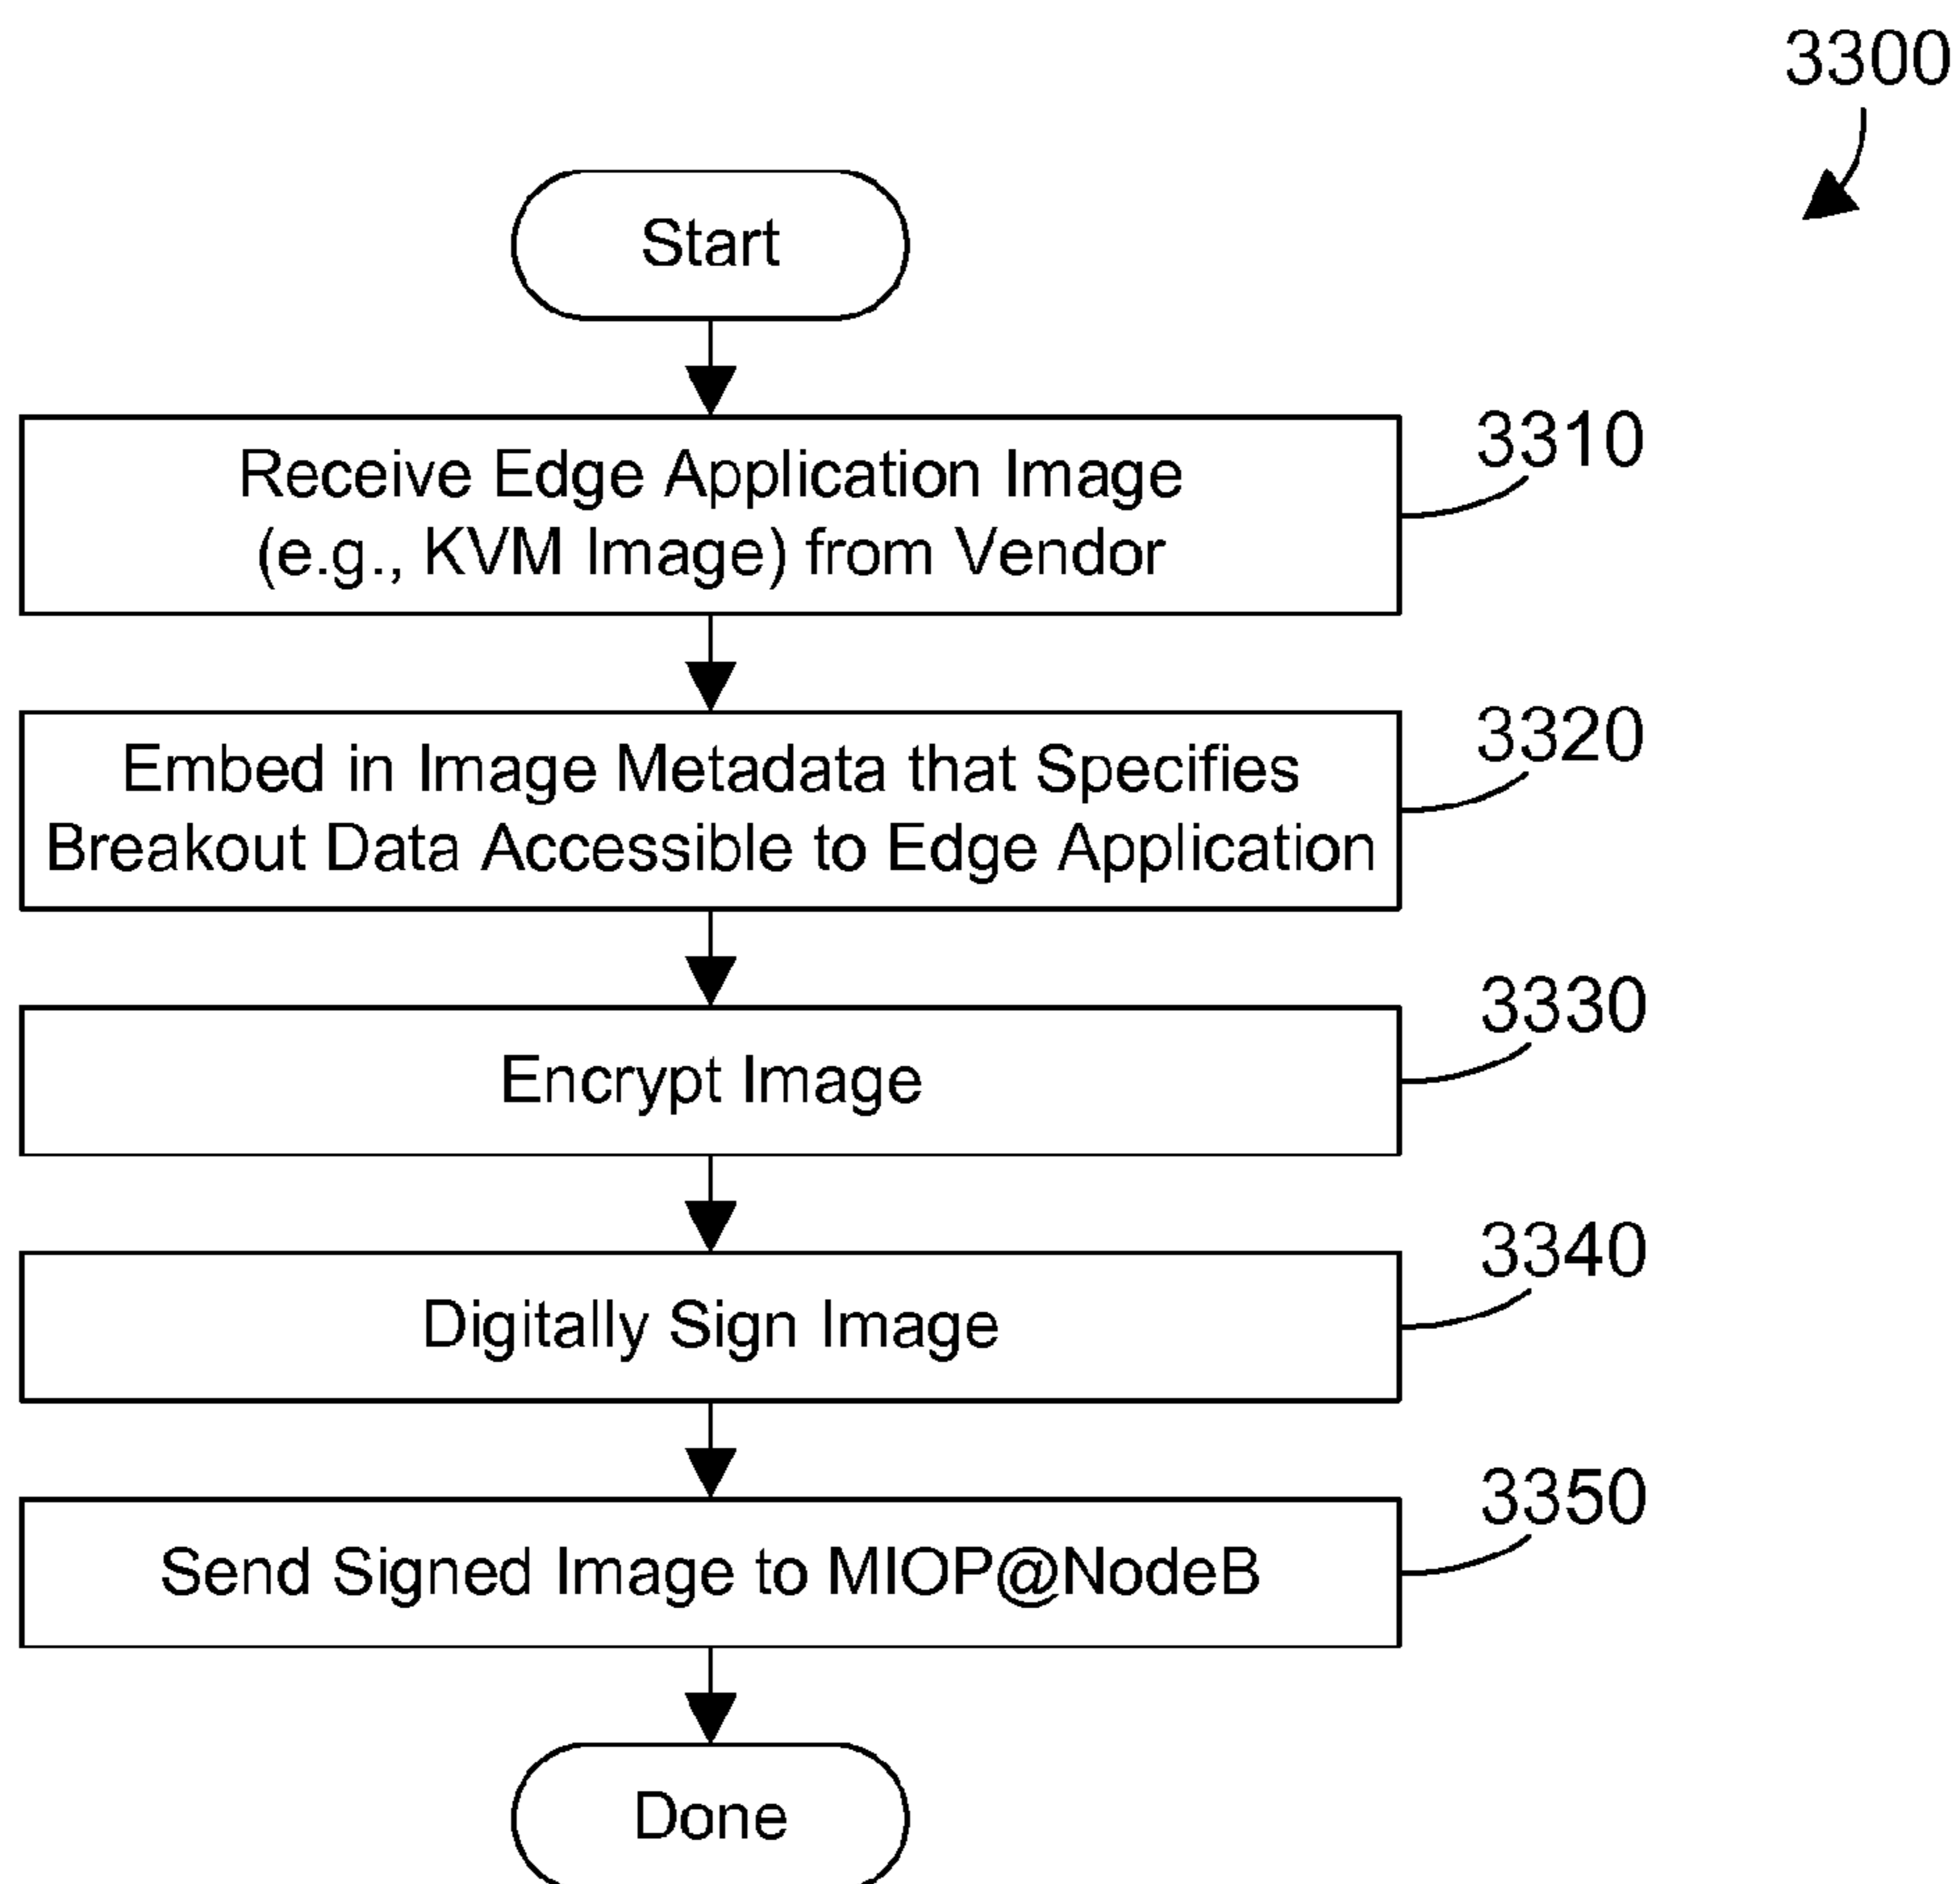 3300
Start
Receive Edge Application Image
(e.g., KVM Image) from Vendor
3310
Embed in Image Metadata that Specifies
Breakout Data Accessible to Edge Application
3320
Encrypt Image
3330
Digitally Sign Image
3340
Send Signed Image to MIOP@NodeB
3350
Done